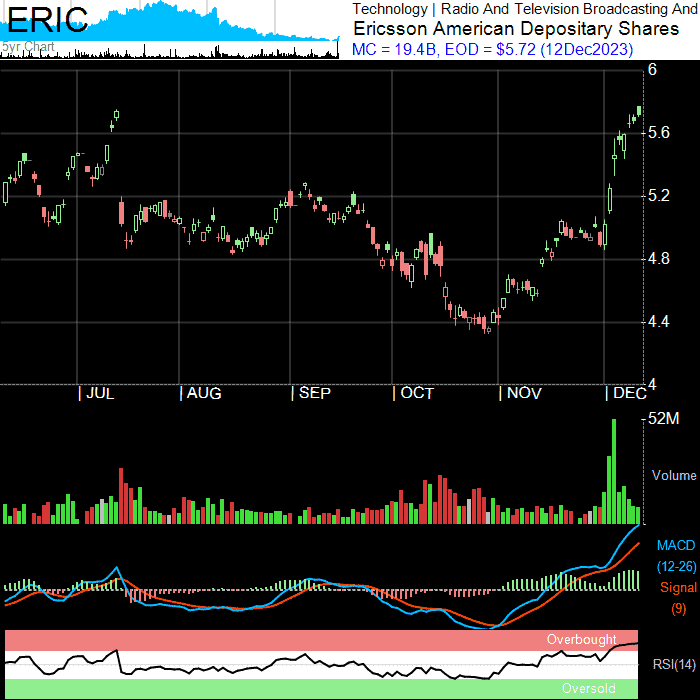 ERIC
5yr Chart
Technology | Radio And Television Broadcasting And
Ericsson American Depositary Shares
MC = 19.4B, EOD = $5.72 (12Dec2023)
6
5.6
5.2
4.8
4.4
4
| JUL | AUG | SEP | OCT | NOV | DEC
52M
Volume
MACD
(12-26)
Signal
(9)
Overbought
RSI(14)
Oversold